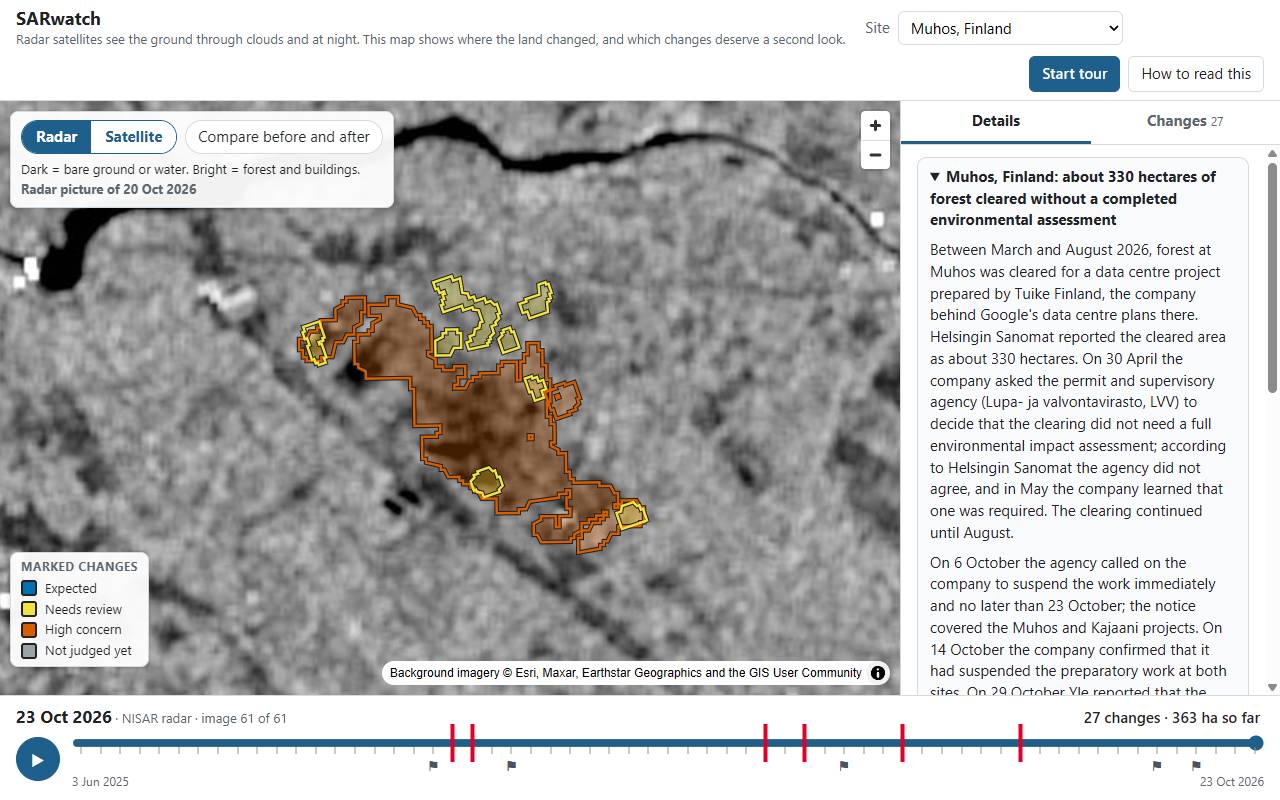 SARwatch
Radar satellites see the ground through clouds and at night. This map shows where the land changed, and which changes deserve a second look.
Site
Muhos, Finland
Start tour
How to read this
Radar
Satellite
Compare before and after
Dark = bare ground or water. Bright = forest and buildings.
Radar picture of 20 Oct 2026
+
−
MARKED CHANGES
Expected
Needs review
High concern
Not judged yet
Background imagery © Esri, Maxar, Earthstar Geographics and the GIS User Community
Details
Changes 27
Muhos, Finland: about 330 hectares of
forest cleared without a completed
environmental assessment
Between March and August 2026, forest at
Muhos was cleared for a data centre project
prepared by Tuike Finland, the company
behind Google's data centre plans there.
Helsingin Sanomat reported the cleared area
as about 330 hectares. On 30 April the
company asked the permit and supervisory
agency (Lupa- ja valvontavirasto, LVV) to
decide that the clearing did not need a full
environmental impact assessment; according
to Helsingin Sanomat the agency did not
agree, and in May the company learned that
one was required. The clearing continued
until August.
On 6 October the agency called on the
company to suspend the work immediately
and no later than 23 October; the notice
covered the Muhos and Kajaani projects. On
14 October the company confirmed that it
had suspended the preparatory work at both
sites. On 29 October Yle reported that the
23 Oct 2026 · NISAR radar · image 61 of 61
27 changes · 363 ha so far
3 Jun 2025
23 Oct 2026